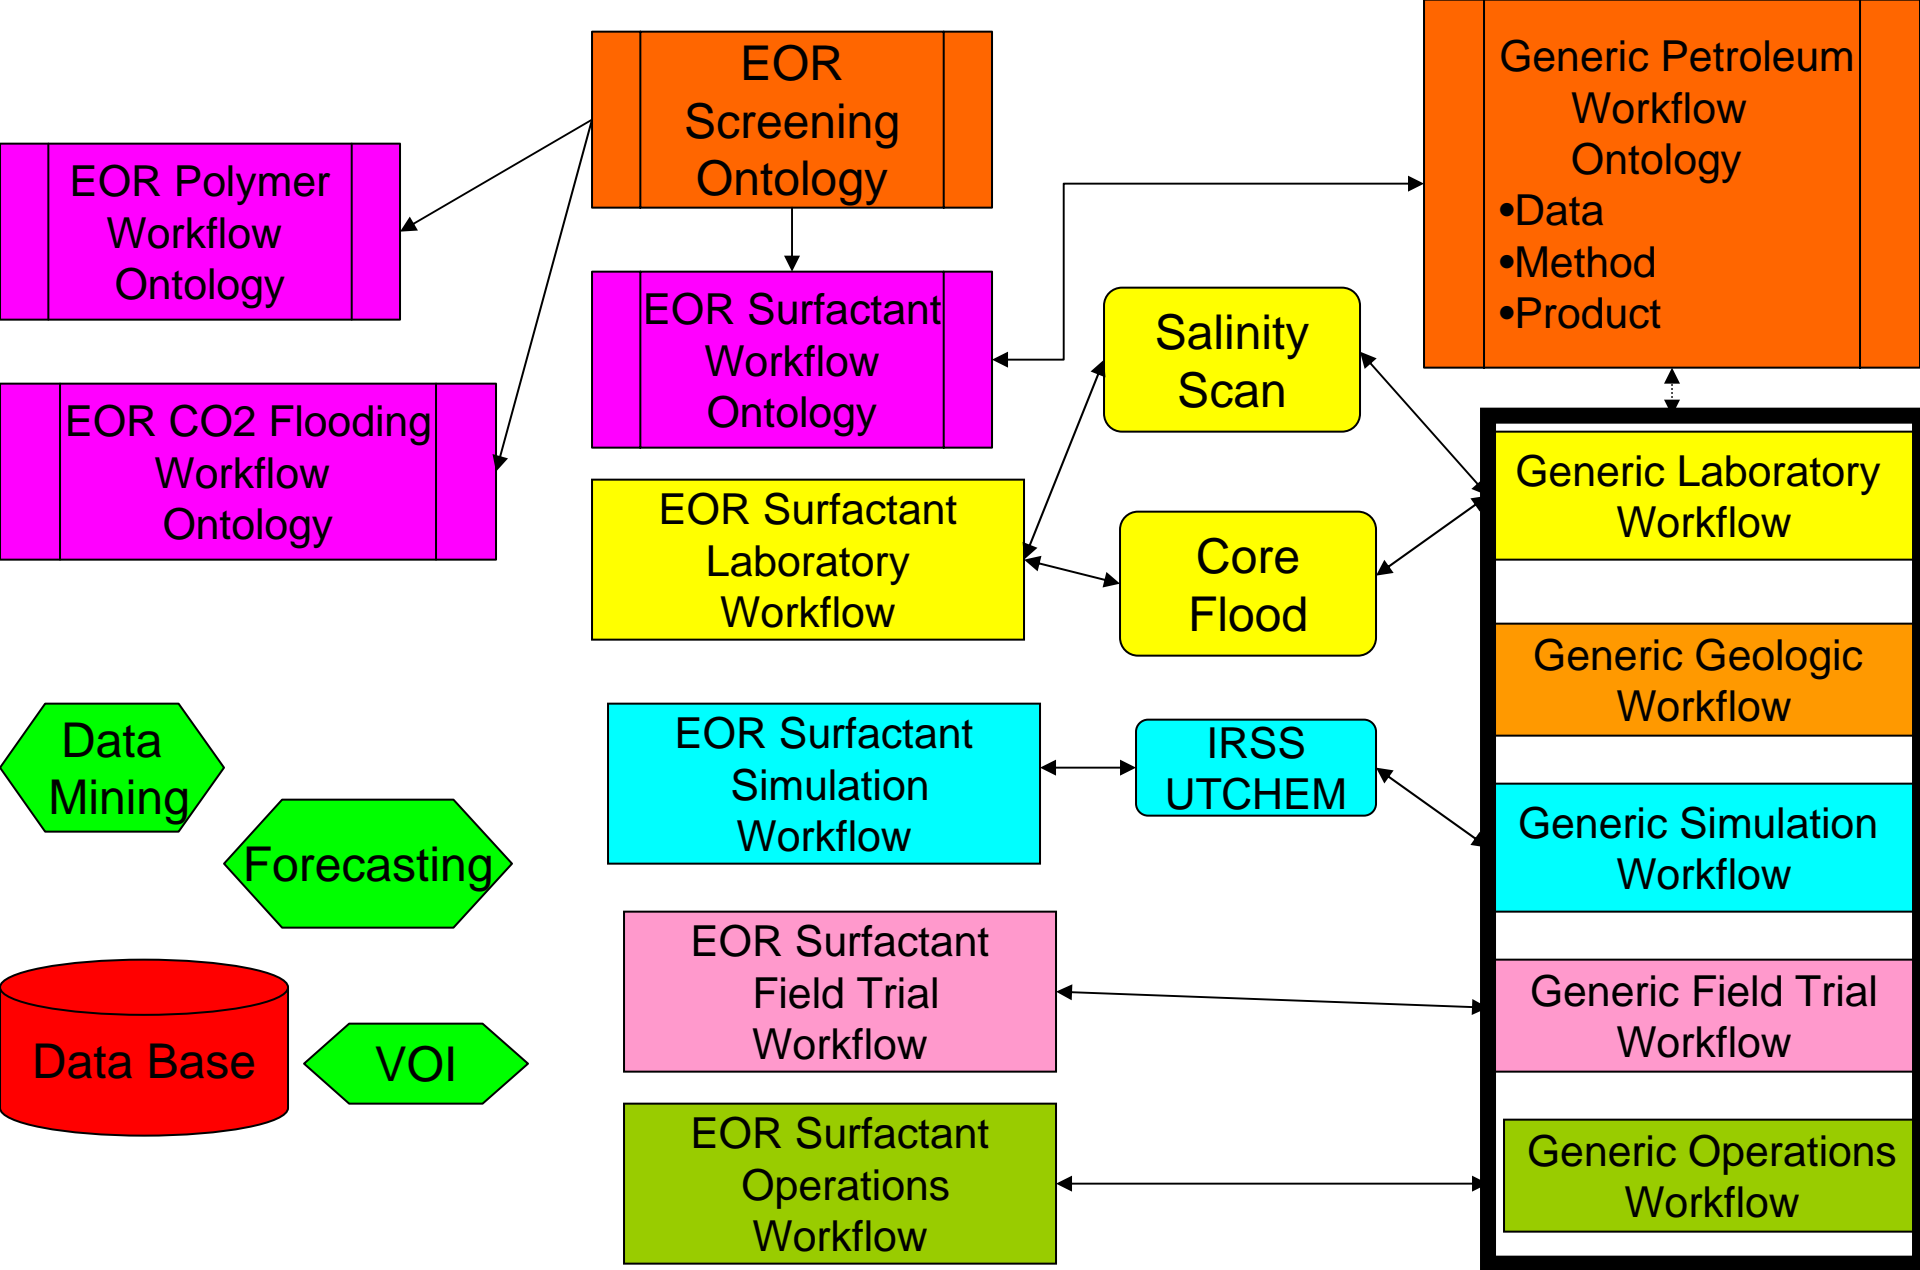 EOR
Screening
Ontology
Generic Petroleum
Workflow
Ontology
•Data
•Method
•Product
EOR Polymer
Workflow
Ontology
EOR Surfactant
Workflow
Ontology
Salinity
Scan
EOR CO2 Flooding
Workflow
Ontology
Generic Laboratory
Workflow
EOR Surfactant
Laboratory
Workflow
Core
Flood
Generic Geologic
Workflow
Data
Mining
EOR Surfactant
Simulation
Workflow
IRSS
UTCHEM
Generic Simulation
Workflow
Forecasting
EOR Surfactant
Field Trial
Workflow
Generic Field Trial
Workflow
Data Base
VOI
EOR Surfactant
Operations
Workflow
Generic Operations
Workflow